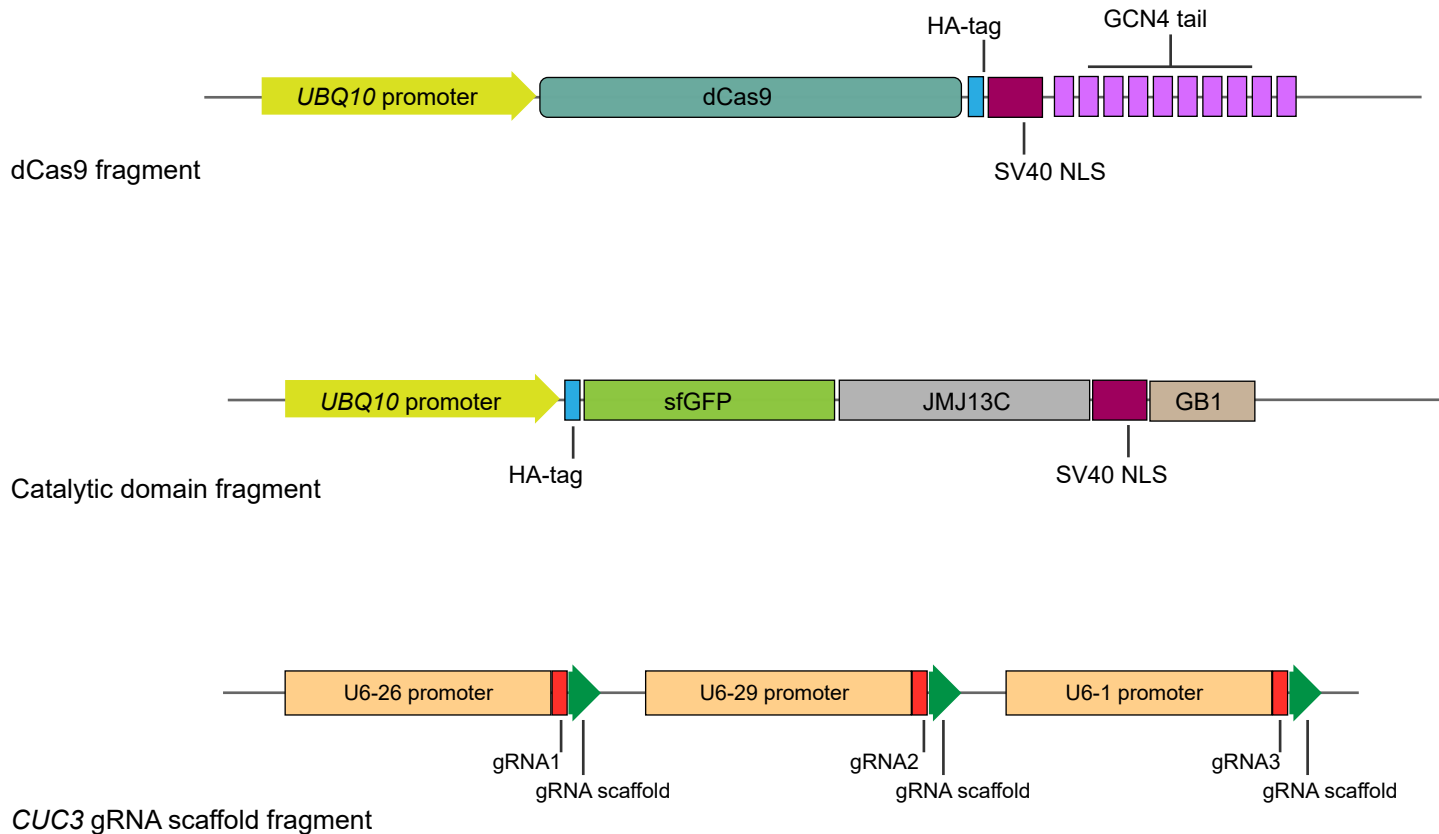 HA-tag
GCN4 tail
UBQ10 promoter
dCas9
SV40 NLS
dCas9 fragment
UBQ10 promoter
sfGFP
JMJ13C
GB1
HA-tag
SV40 NLS
Catalytic domain fragment
U6-26 promoter
U6-29 promoter
U6-1 promoter
gRNA1
gRNA scaffold
gRNA2
gRNA scaffold
gRNA3
gRNA scaffold
CUC3 gRNA scaffold fragment